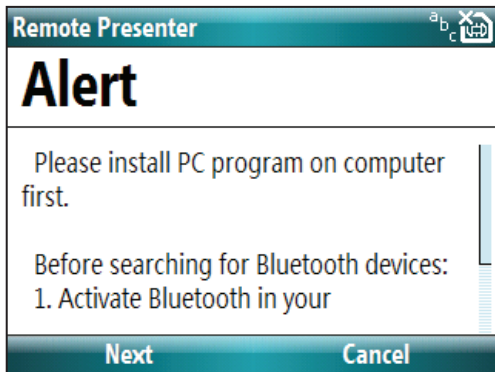 Remote Presenter abc
Alert
Please install PC program on computer
first.
Before searching for Bluetooth devices:
1. Activate Bluetooth in your
Next Cancel